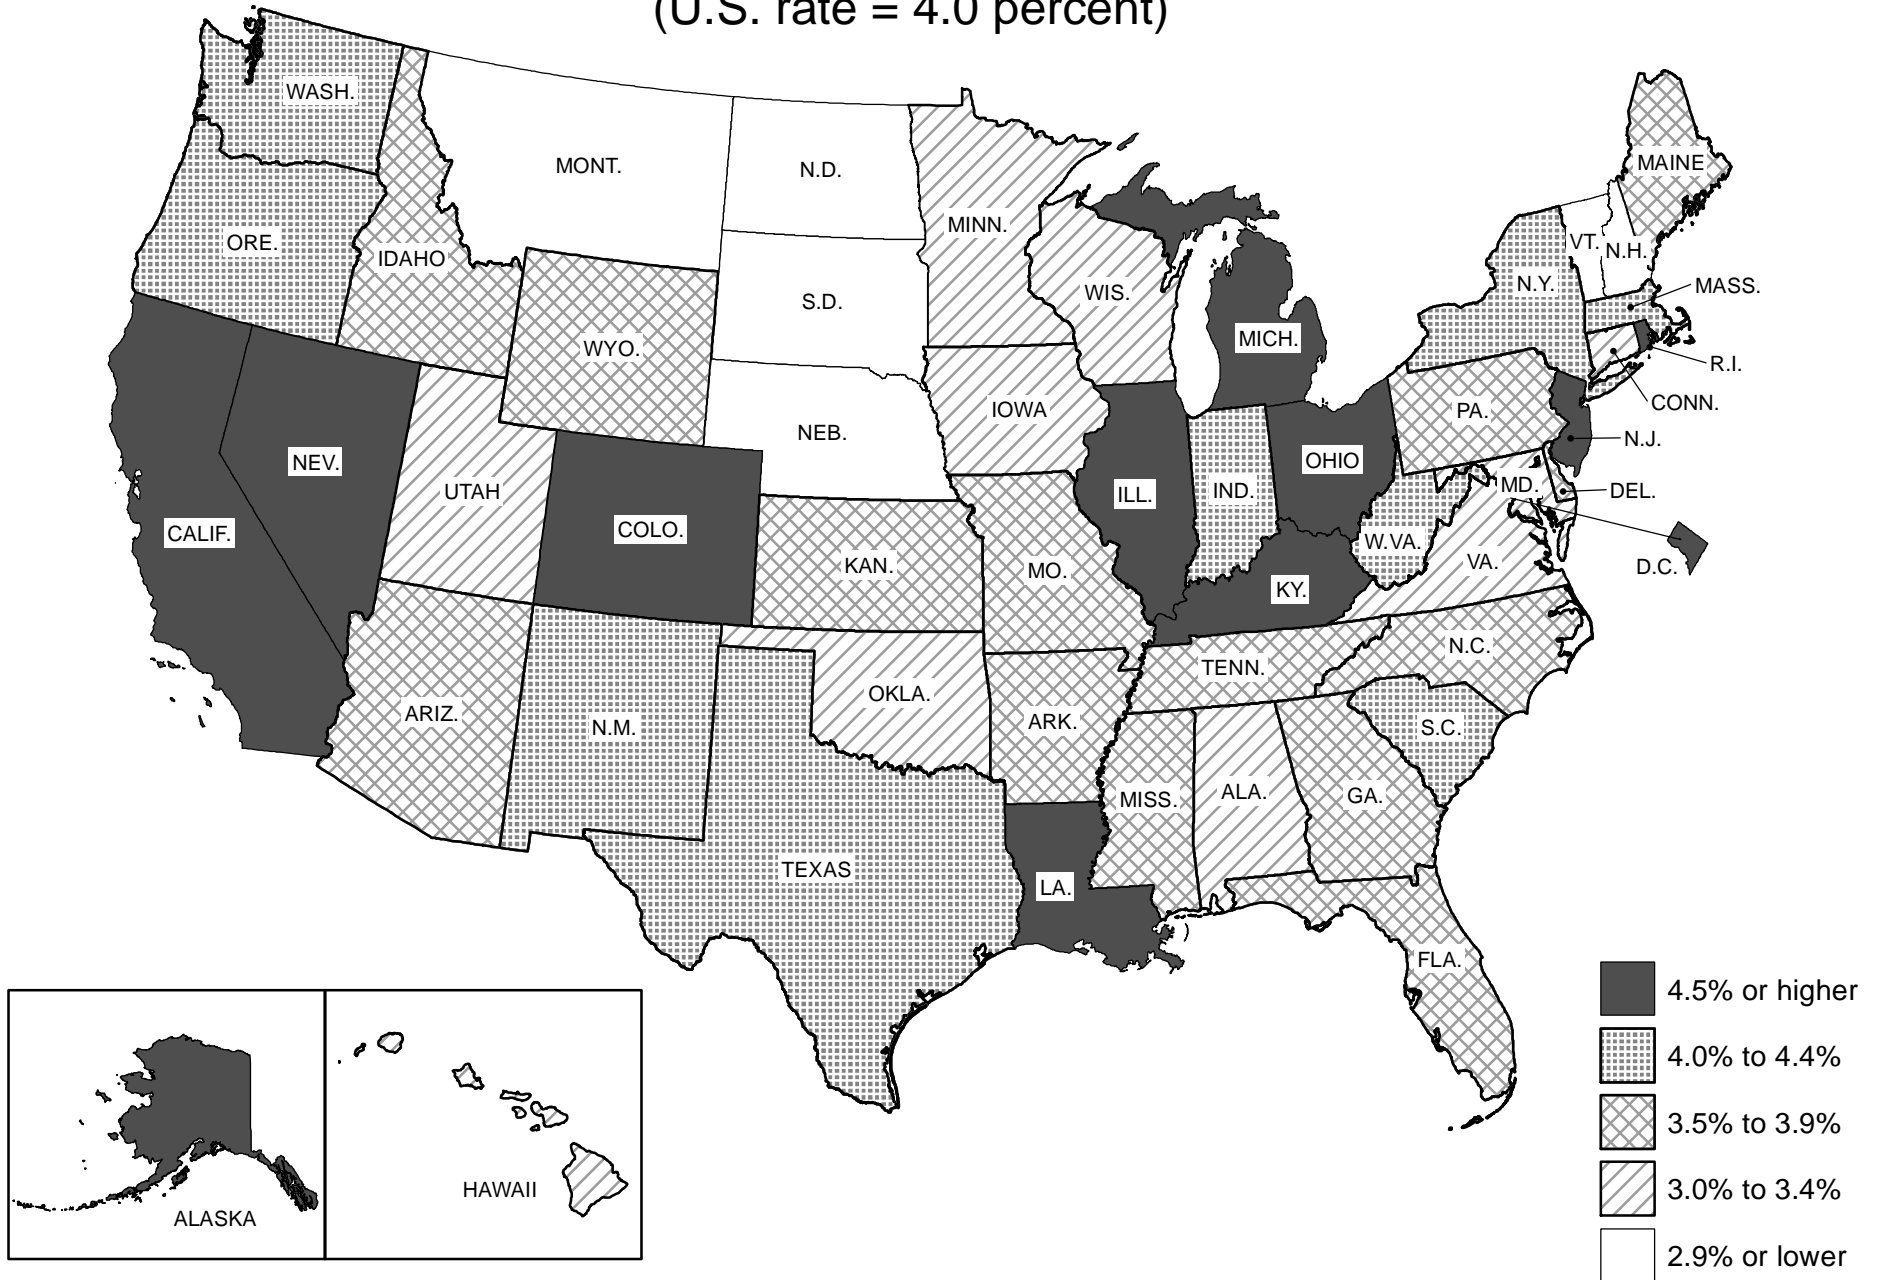 (U.S. rate = 4.0 percent)
WASH.
MONT.
N.D.
MINN.
MAINE
ORE.
IDAHO
VT.
N.H.
N.Y.
MASS.
S.D.
WIS.
WYO.
MICH.
R.I.
CONN.
IOWA
PA.
NEB.
N.J.
NEV.
UTAH
OHIO
ILL.
IND.
MD.
DEL.
CALIF.
COLO.
KAN.
MO.
W.VA.
VA.
D.C.
KY.
N.C.
TENN.
OKLA.
ARIZ.
N.M.
ARK.
S.C.
MISS.
ALA.
GA.
TEXAS
LA.
FLA.
ALASKA
HAWAII
4.5% or higher
4.0% to 4.4%
3.5% to 3.9%
3.0% to 3.4%
2.9% or lower